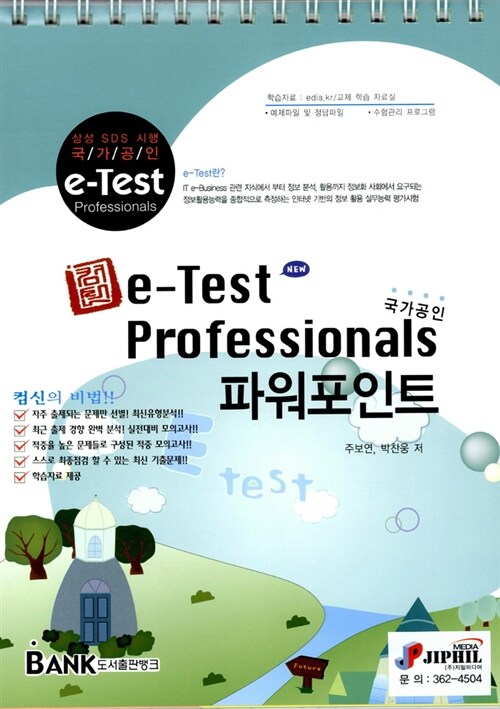 학습자료 : edia.kr/교제 학습 자료실
• 예제파일 및 정답파일 • 수험관리 프로그램
삼성 SDS 시행
국/가/공/인
e-Test
Professionals
e-Test란?
IT e-Business 관련 지식에서 부터 정보 분석, 활용까지 정보화 사회에서 요구되는
정보활용능력을 종합적으로 측정하는 인터넷 기반의 정보 활용 실무능력 평가시험
e-Test
NEW
국가공인
Professionals
파워포인트
주보연, 박찬웅 저
컴신의 비법!!
자주 출제되는 문제만 선별! 최신유형분석!!
최근 출제 경향 완벽 분석! 실전대비 모의고사!!
적중율 높은 문제들로 구성된 적중 모의고사!!
스스로 최종점검 할 수 있는 최신 기출문제!!
학습자료 제공
e test
Future
BANK 도서출판뱅크
MEDIA
JIPHIL
(주)지필미디어
문 의 : 362-4504